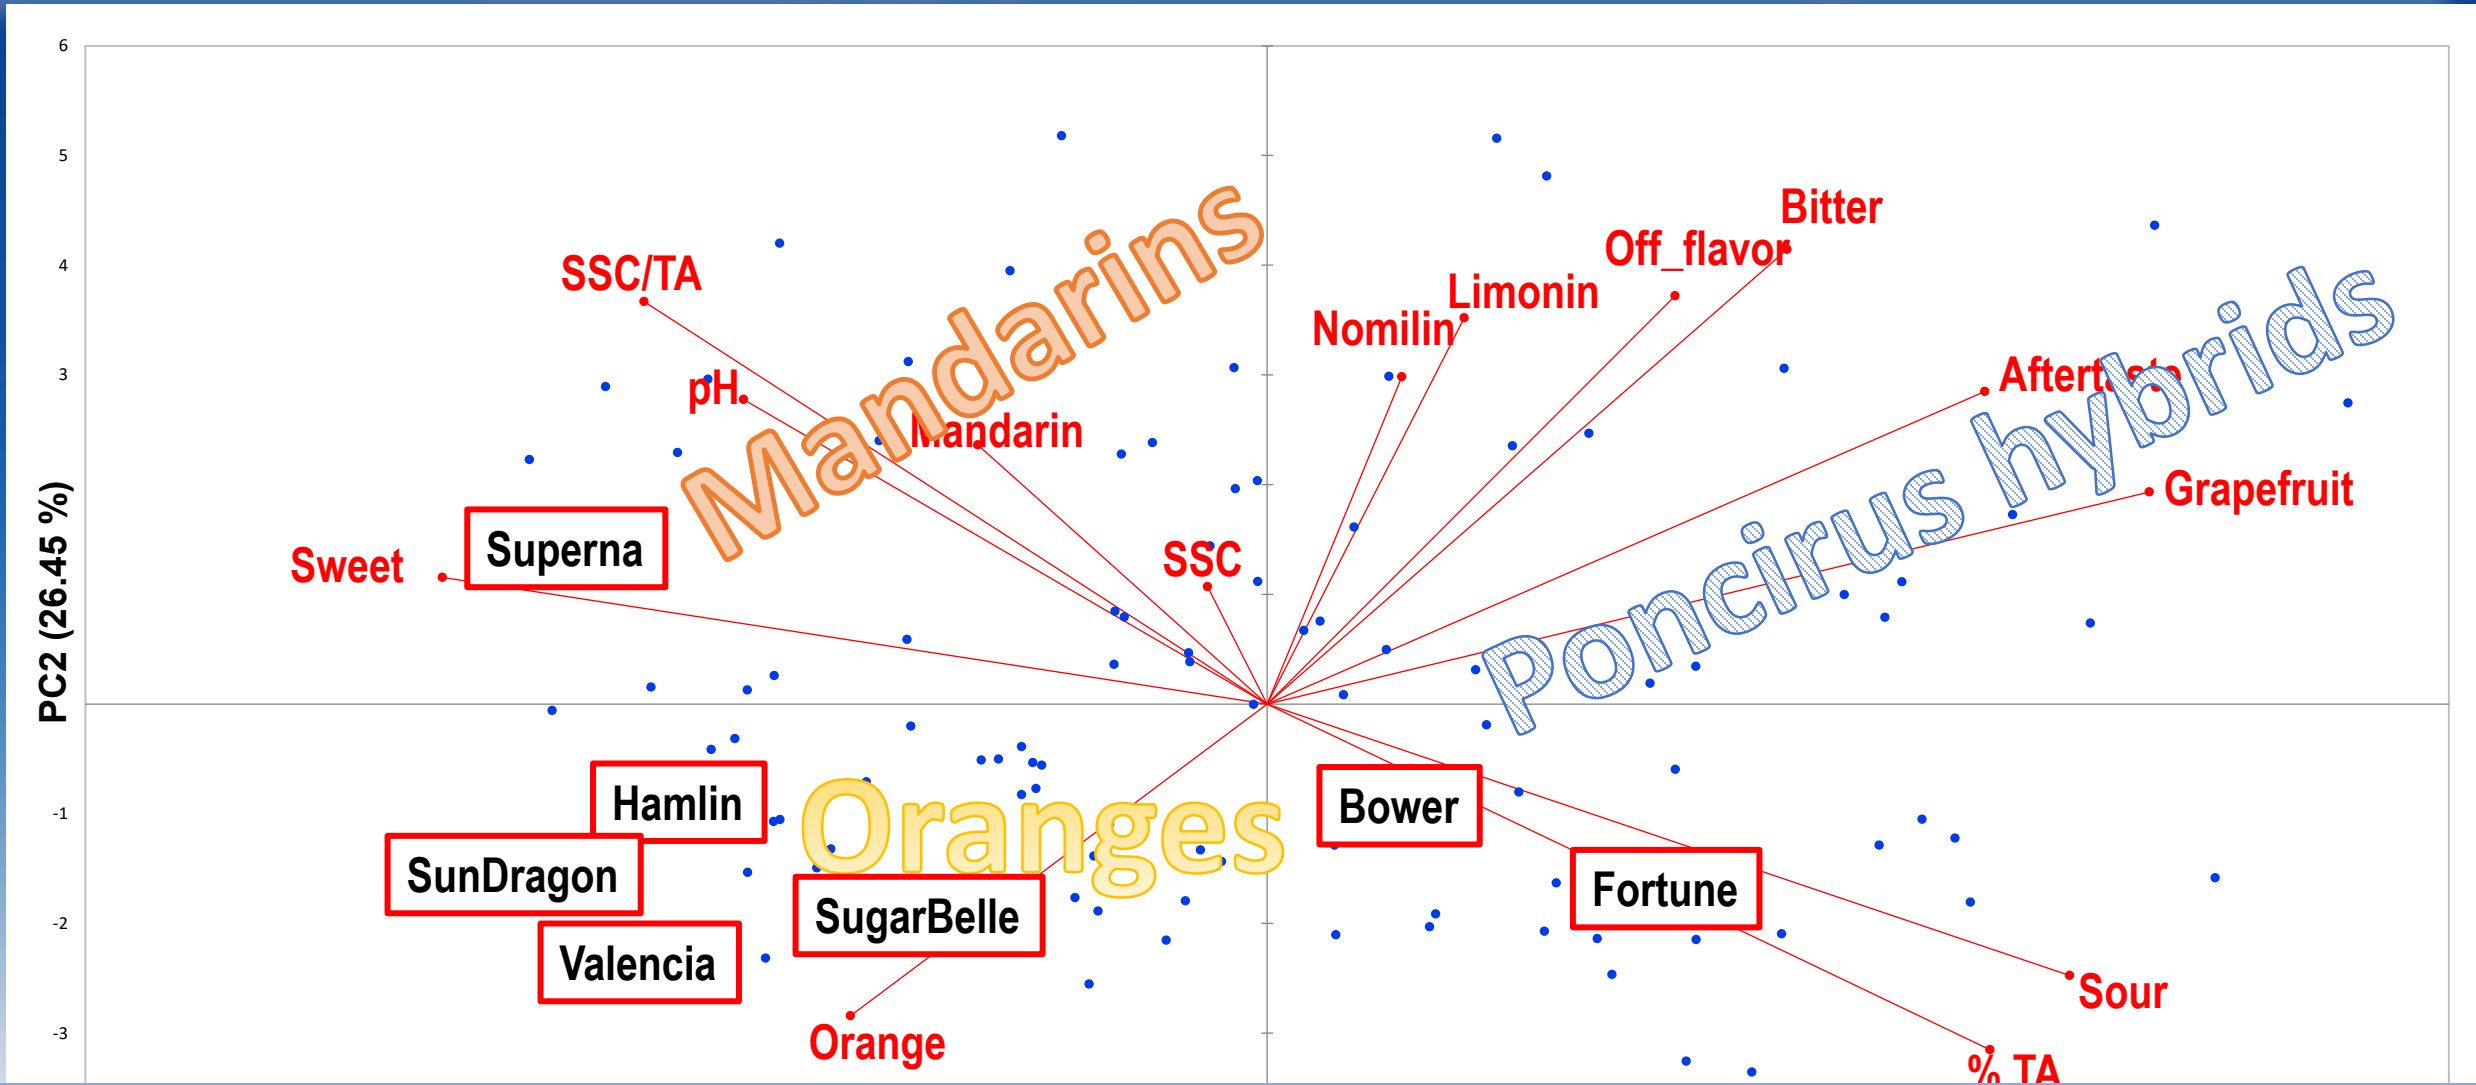 6
5
4
3
-1
-2
-3
PC2 (26.45 %)
Mandarins
Poncirus hybrids
Oranges
Bitter
Off_flavor
SSC/TA
Limonin
Nomilin
pH
Aftertaste
Mandarin
Grapefruit
Superna
Sweet
SSC
Hamlin
Bower
SunDragon
Fortune
SugarBelle
Valencia
Sour
Orange
% TA